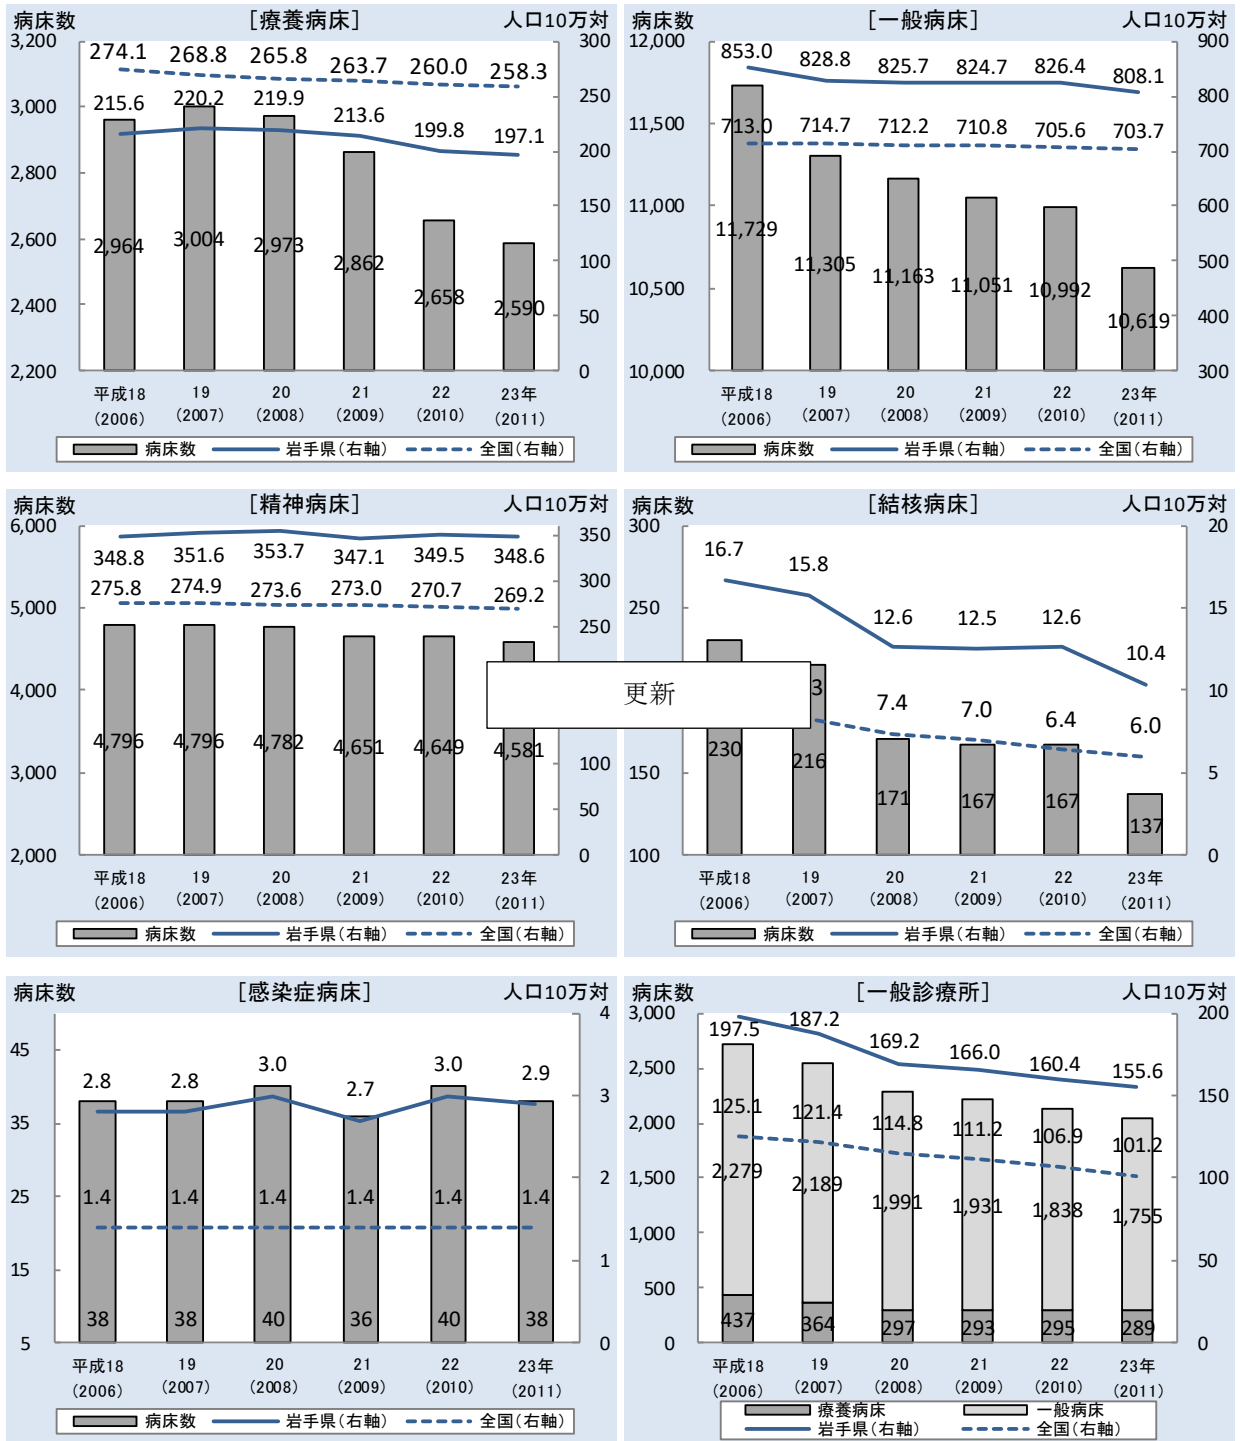 病床数 [療養病床] 人口10万対
3,200 300
274.1 268.8 265.8 263.7 260.0 258.3
3,000 250
215.6 220.2 219.9 213.6 199.8 197.1
2,800 200
2,600 150
2,964 3,004 2,973 2,862 2,658 2,590
2,400 100
50
2,200 0
平成18 19 20 21 22 23年
(2006) (2007) (2008) (2009) (2010) (2011)
病床数 岩手県(右軸) 全国(右軸)
病床数 [一般病床] 人口10万対
12,000 900
853.0 828.8 825.7 824.7 826.4 808.1
800
11,500
713.0 714.7 712.2 710.8 705.6 703.7
700
11,000 600
11,729 11,305 11,163 11,051 10,992 10,619
10,500 500
400
10,000 300
平成18 19 20 21 22 23年
(2006) (2007) (2008) (2009) (2010) (2011)
病床数 岩手県(右軸) 全国(右軸)
病床数 [精神病床] 人口10万対
6,000 350
348.8 351.6 353.7 347.1 349.5 348.6
275.8 274.9 273.6 273.0 270.7 269.2
300
5,000 250
4,000
4,796 4,796 4,782 4,651 4,649 4,581
3,000 100
50
2,000 0
平成18 19 20 21 22 23年
(2006) (2007) (2008) (2009) (2010) (2011)
病床数 岩手県(右軸) 全国(右軸)
更新
病床数 [結核病床] 人口10万対
300 20
16.7 15.8 12.6 12.5 12.6 10.4
250 15
3 7.4 7.0 6.4 6.0
10
230 216 171 167 167 137
150 5
100 0
平成18 19 20 21 22 23年
(2006) (2007) (2008) (2009) (2010) (2011)
病床数 岩手県(右軸) 全国(右軸)
病床数 [感染症病床] 人口10万対
4
45
2.8 2.8 3.0 2.7 3.0 2.9
35 3
25 2
1.4 1.4 1.4 1.4 1.4 1.4
15 1
38 38 40 36 40 38
5 0
平成18 19 20 21 22 23年
(2006) (2007) (2008) (2009) (2010) (2011)
病床数 岩手県(右軸) 全国(右軸)
病床数 [一般診療所] 人口10万対
3,000 200
197.5 187.2 169.2 166.0 160.4 155.6
2,500
2,000 150
125.1 121.4 114.8 111.2 106.9 101.2
1,500 100
2,279 2,189 1,991 1,931 1,838 1,755
1,000
500 50
437 364 297 293 295 289
0 0
平成18 19 20 21 22 23年
(2006) (2007) (2008) (2009) (2010) (2011)
療養病床 一般病床
岩手県(右軸) 全国(右軸)